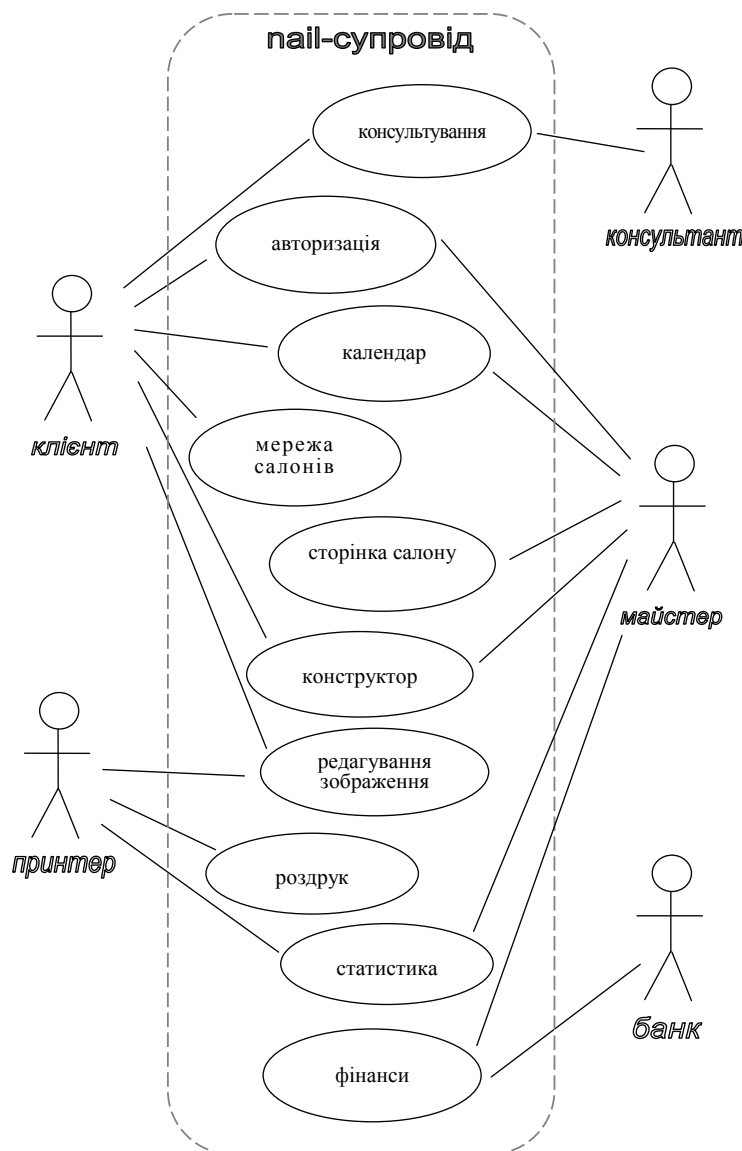 nail-супровід
консультування
консультант
авторизація
календар
клієнт
мережа
салонів
сторінка салону
майстер
конструктор
редагування
зображення
принтер
роздрук
статистика
банк
фінанси